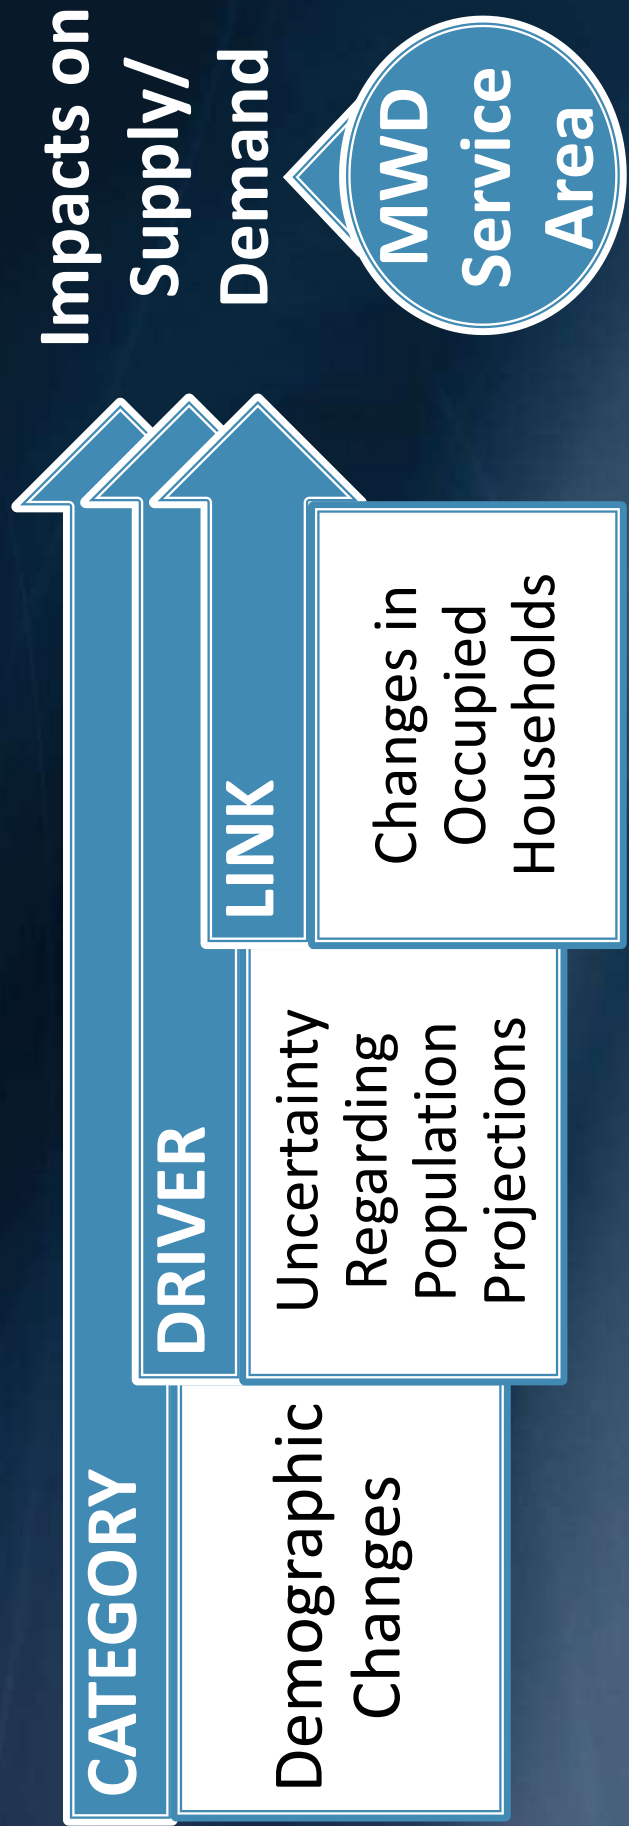 CATEGORY
Demographic
Changes
DRIVER
Uncertainty
Regarding
Population
Projections
LINK
Changes in
Occupied
Households
Impacts on
Supply/
Demand
MWD
Service
Area